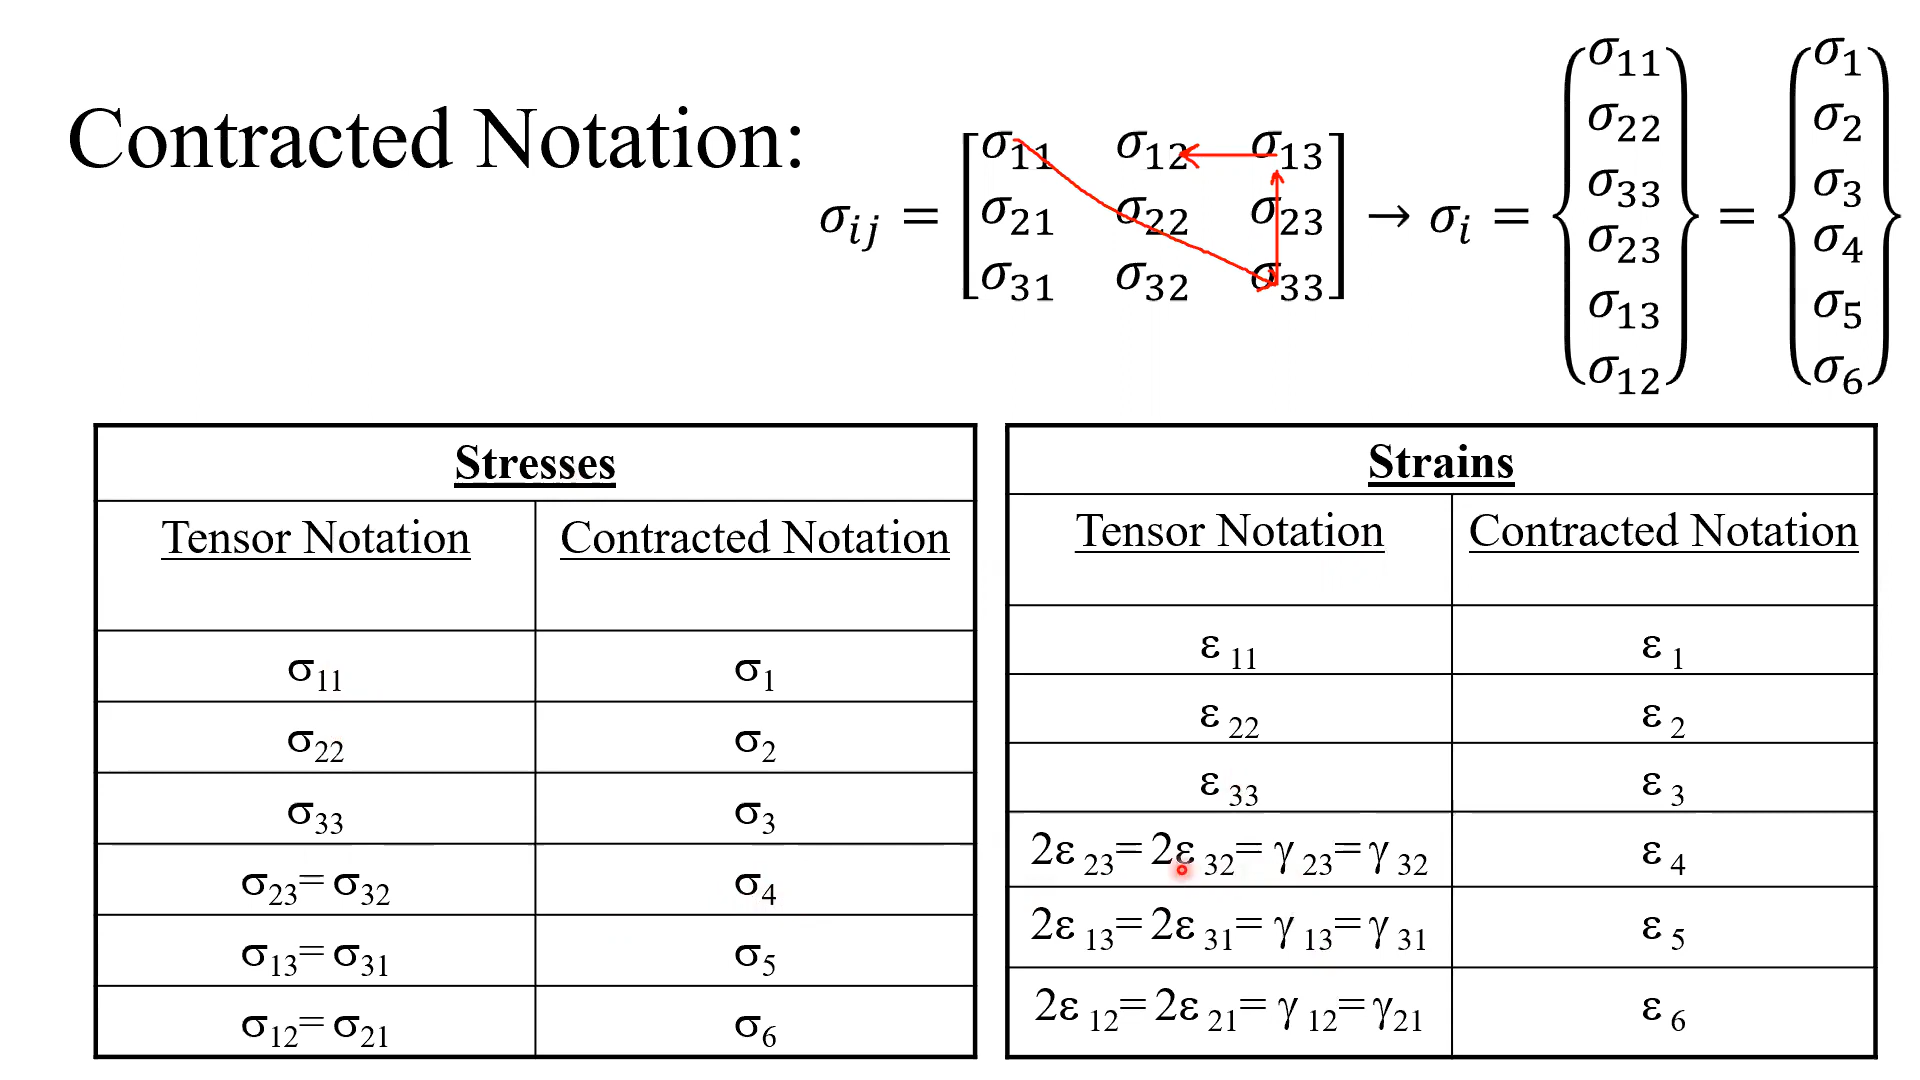 Contracted Notation:
σij = [σ11 σ12 σ13
σ21 σ22 σ23
σ31 σ32 σ33] → σi = {σ11
σ22
σ33
σ23
σ13
σ12} = {σ1
σ2
σ3
σ4
σ5
σ6}
Stresses
Tensor Notation Contracted Notation
σ11 σ1
σ22 σ2
σ33 σ3
σ23= σ32 σ4
σ13= σ31 σ5
σ12= σ21 σ6
Strains
Tensor Notation Contracted Notation
ε 11 ε 1
ε 22 ε 2
ε 33 ε 3
2ε 23= 2ε 32= γ 23= γ 32 ε 4
2ε 13= 2ε 31= γ 13= γ 31 ε 5
2ε 12= 2ε 21= γ 12= γ21 ε 6